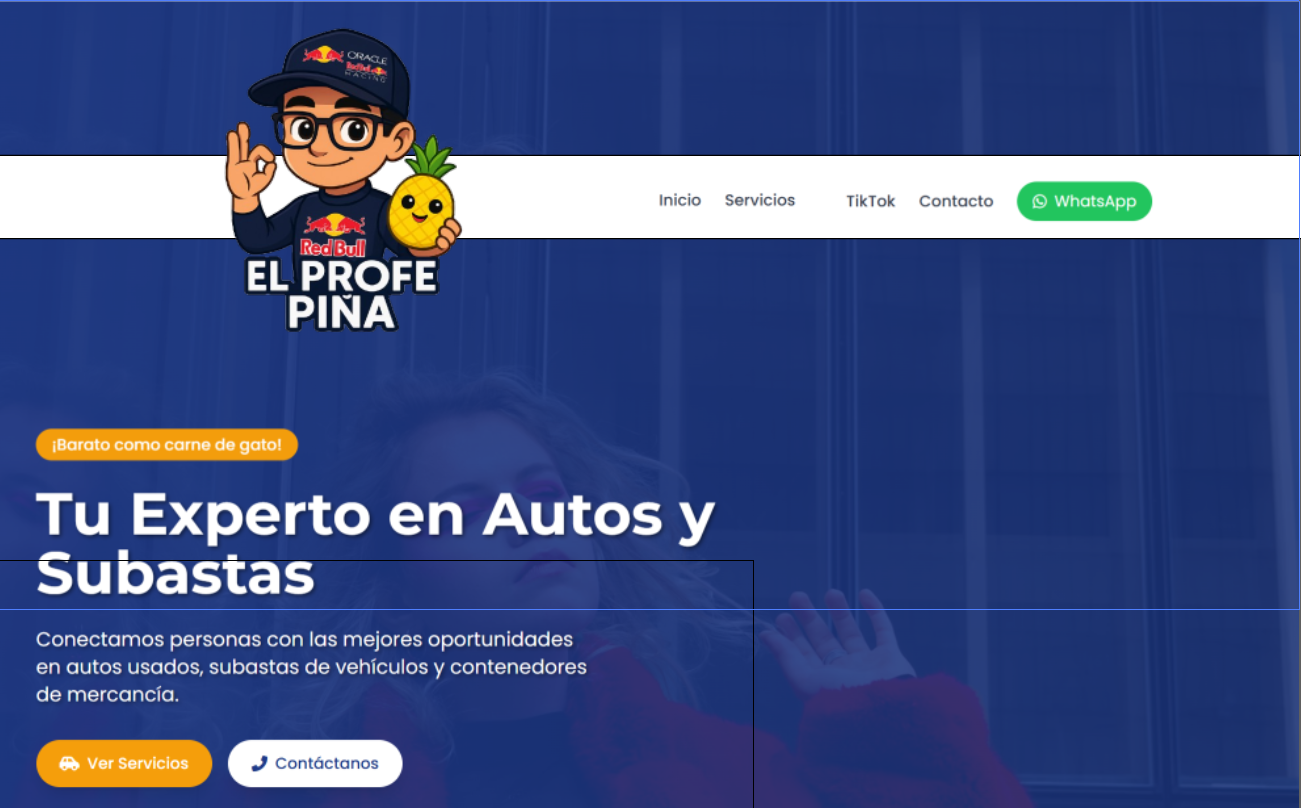 ORACLE
Red Bull
RACING
Red Bull
EL PROFE
PIÑA
Inicio
Servicios
TikTok
Contacto
WhatsApp
¡Barato como carne de gato!
Tu Experto en Autos y
Subastas
Conectamos personas con las mejores oportunidades
en autos usados, subastas de vehículos y contenedores
de mercancía.
Ver Servicios
Contáctanos